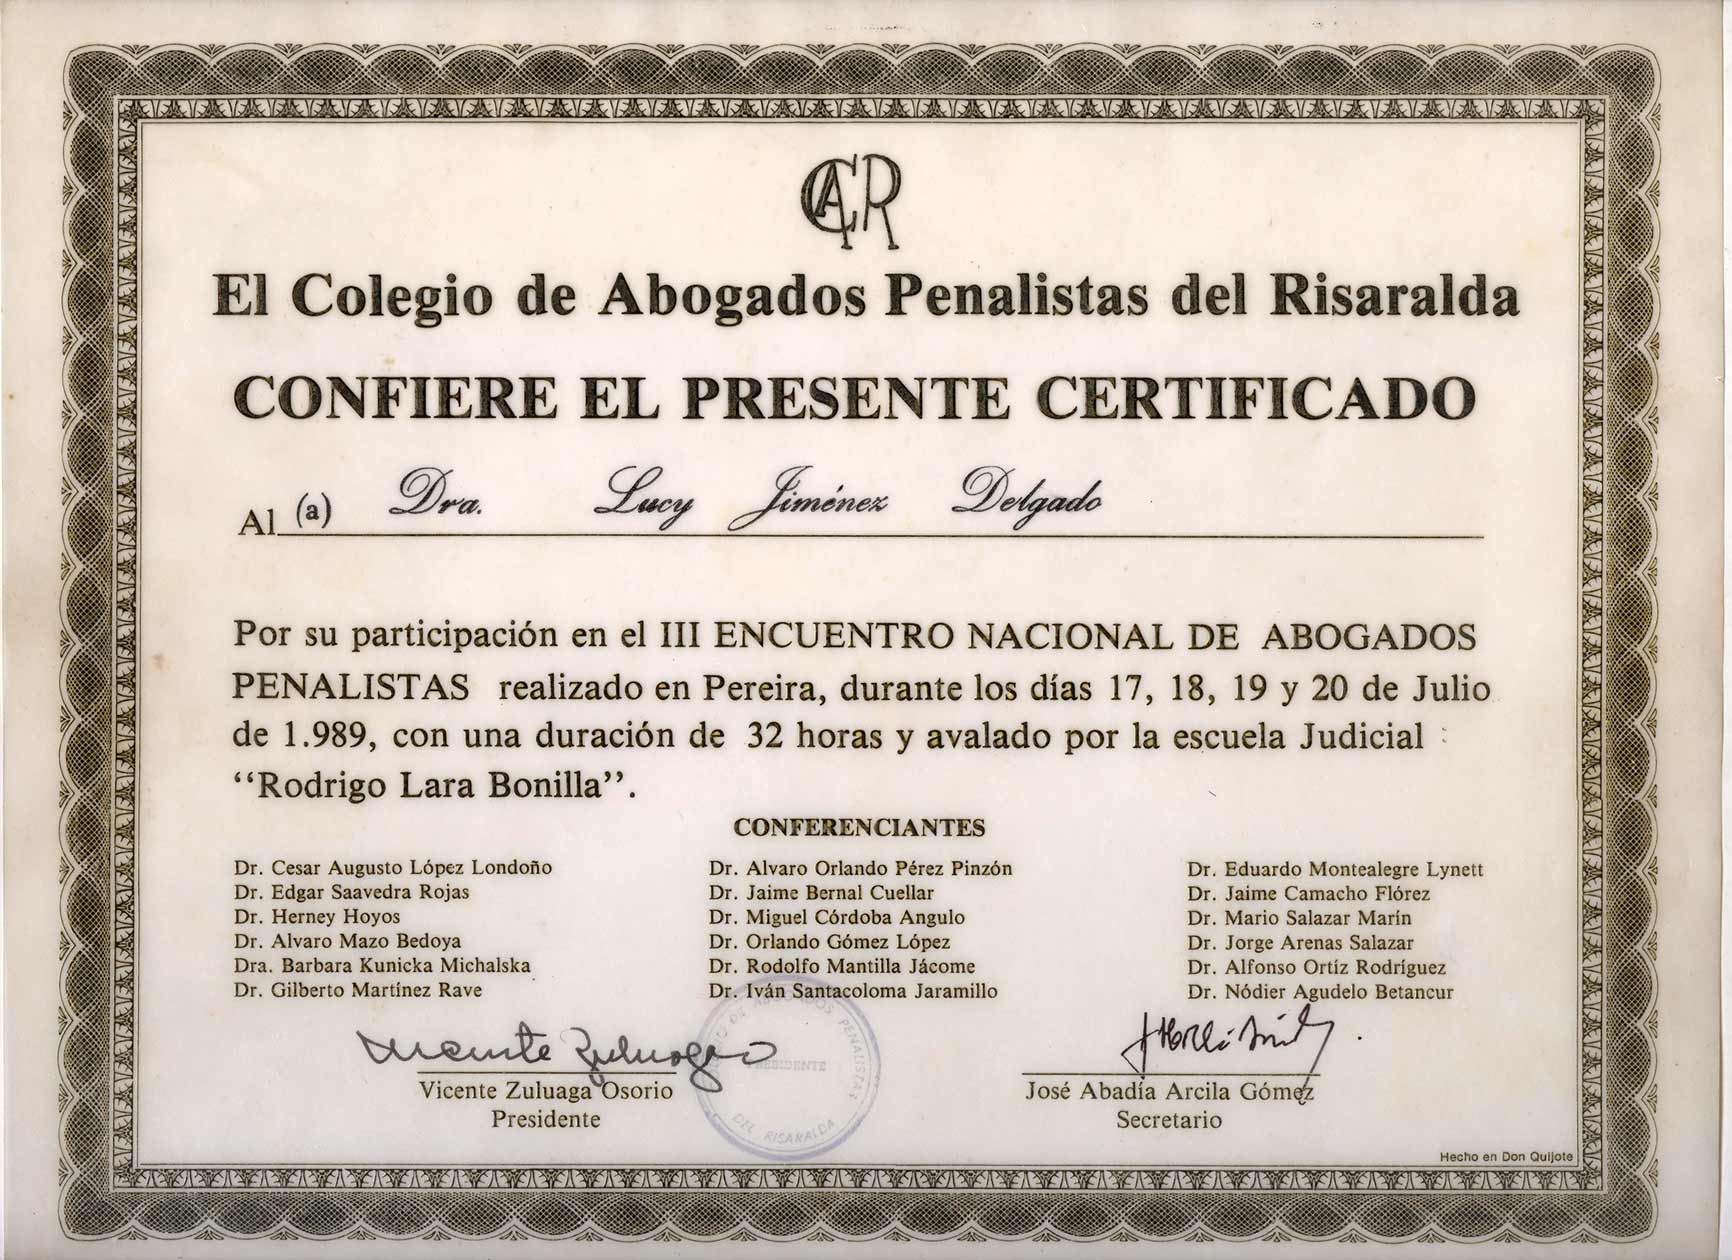 CAR
El Colegio de Abogados Penalistas del Risaralda
CONFIERE EL PRESENTE CERTIFICADO
Al (a) Dra. Lucy Jiménez Delgado
Por su participación en el III ENCUENTRO NACIONAL DE ABOGADOS
PENALISTAS realizado en Pereira, durante los días 17, 18, 19 y 20 de Julio
de 1.989, con una duración de 32 horas y avalado por la escuela Judicial
“Rodrigo Lara Bonilla”.
CONFERENCIANTES
Dr. Cesar Augusto López Londoño
Dr. Edgar Saavedra Rojas
Dr. Herney Hoyos
Dr. Alvaro Mazo Bedoya
Dra. Barbara Kunicka Michalska
Dr. Gilberto Martínez Rave
Dr. Alvaro Orlando Pérez Pinzón
Dr. Jaime Bernal Cuellar
Dr. Miguel Córdoba Angulo
Dr. Orlando Gómez López
Dr. Rodolfo Mantilla Jácome
Dr. Iván Santacoloma Jaramillo
Dr. Eduardo Montealegre Lynett
Dr. Jaime Camacho Flórez
Dr. Mario Salazar Marín
Dr. Jorge Arenas Salazar
Dr. Alfonso Ortíz Rodríguez
Dr. Nódier Agudelo Betancur
Vicente Zuluaga
Vicente Zuluaga Osorio
Presidente
DE ABOGADOS PENALISTAS
PRESIDENTE
DEL RISARALDA
José Abadía Arcila Gómez
Secretario
Hecho en Don Quijote